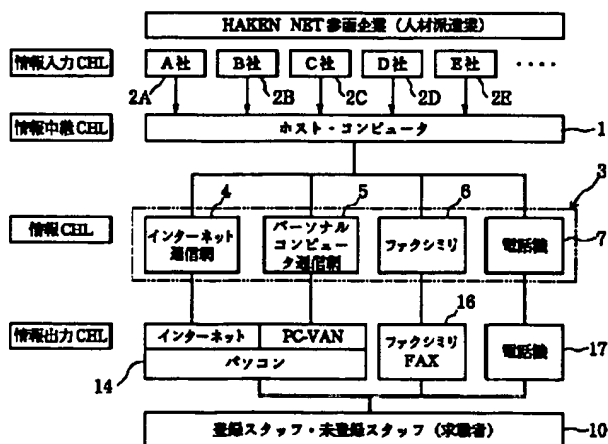 HAKEN NET参画企業(人材派遣業)
情報入力CHL
A社 B社 C社 D社 E社 ・・・・
2A 2B 2C 2D 2E
情報中継CHL
ホスト・コンピュータ
1
3
4 5 6
情報CHL
インターネット
通信網
パーソナル
コンピュー
タ通信網
ファクシミリ
電話機
7
情報出力CHL
インターネット
PC-VAN
パソコン
14
16
ファクシミリ
FAX
電話機
17
登録スタッフ・未登録スタッフ(求職者)
10